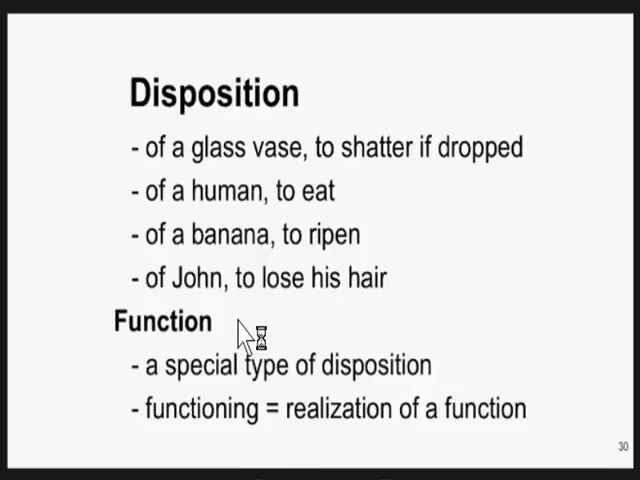 Disposition
- of a glass vase, to shatter if dropped
- of a human, to eat
- of a banana, to ripen
- of John, to lose his hair
Function
- a special type of disposition
- functioning = realization of a function
30